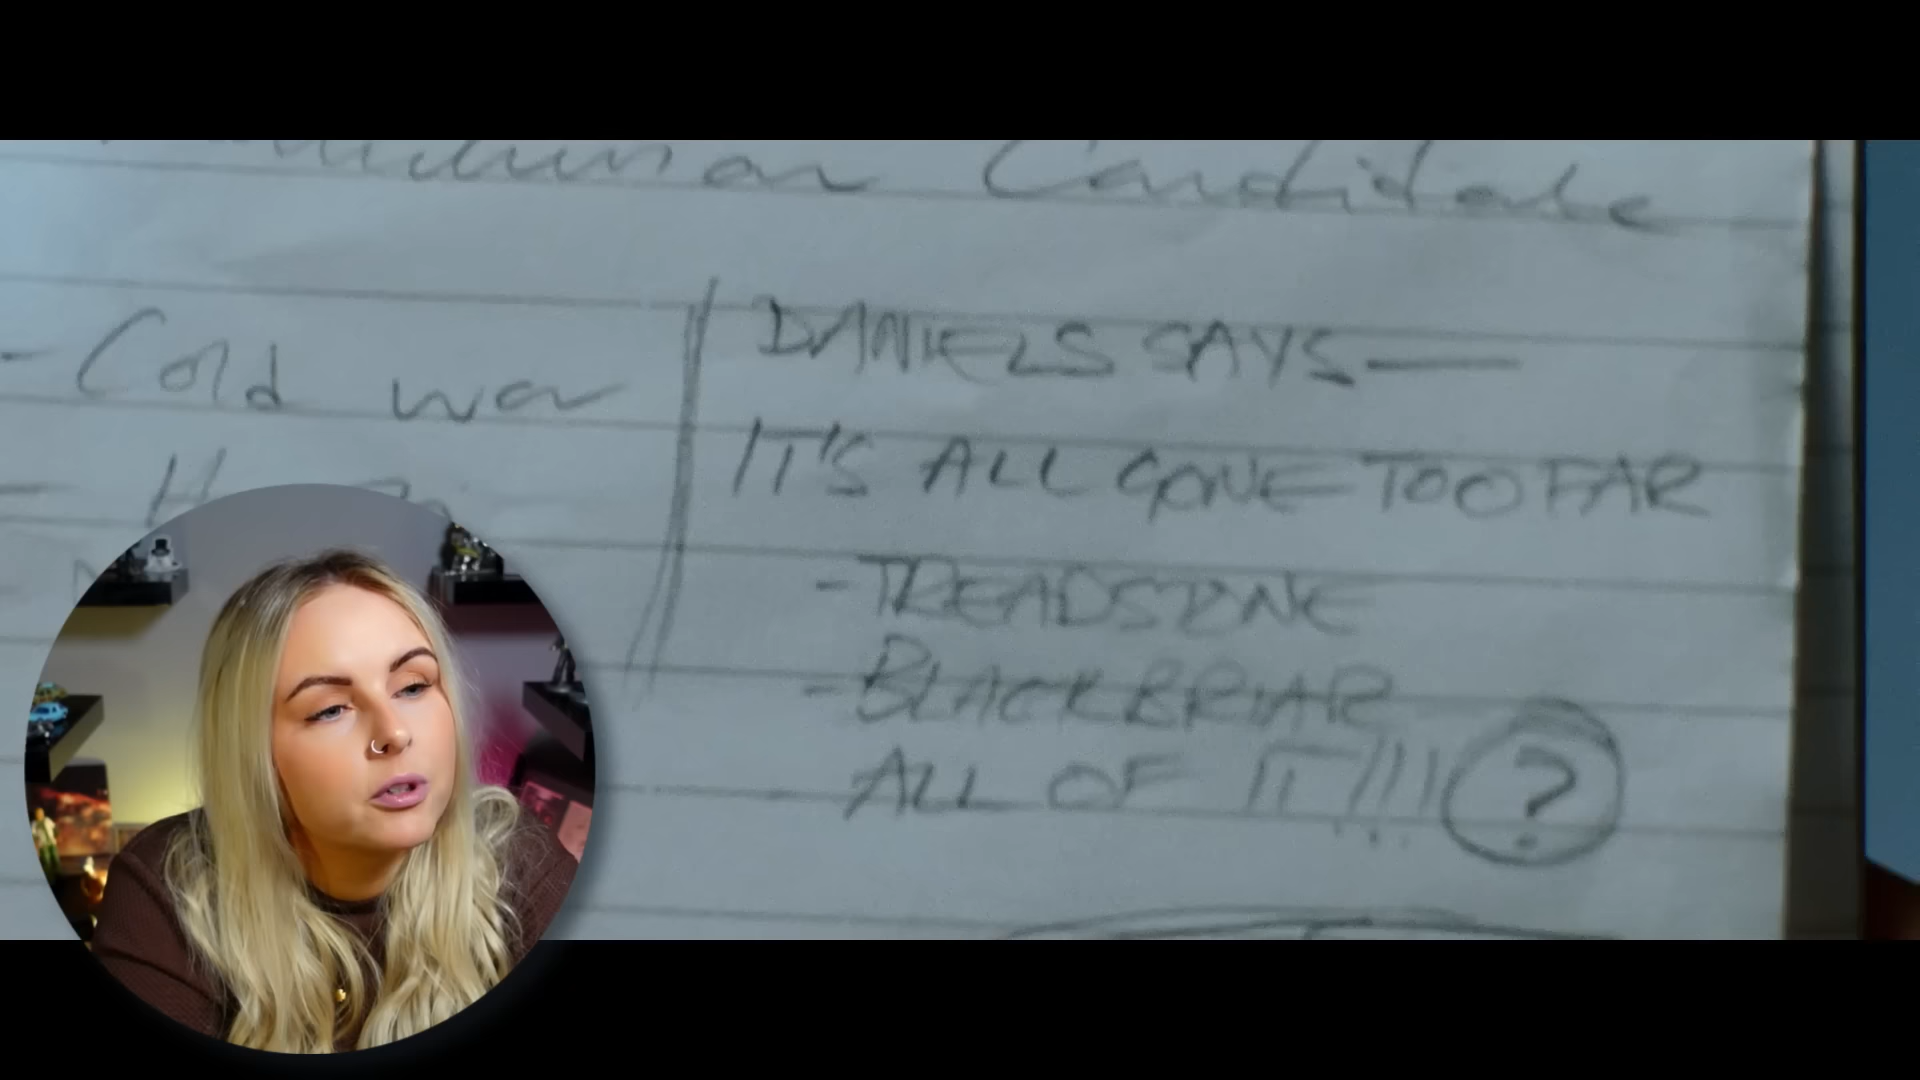 Candidate
- Cold war
DANIELS SAYS—
IT'S ALL GONE TOO FAR
-TREADSTONE
-BLACKBRIAR
ALL OF IT!!!
?